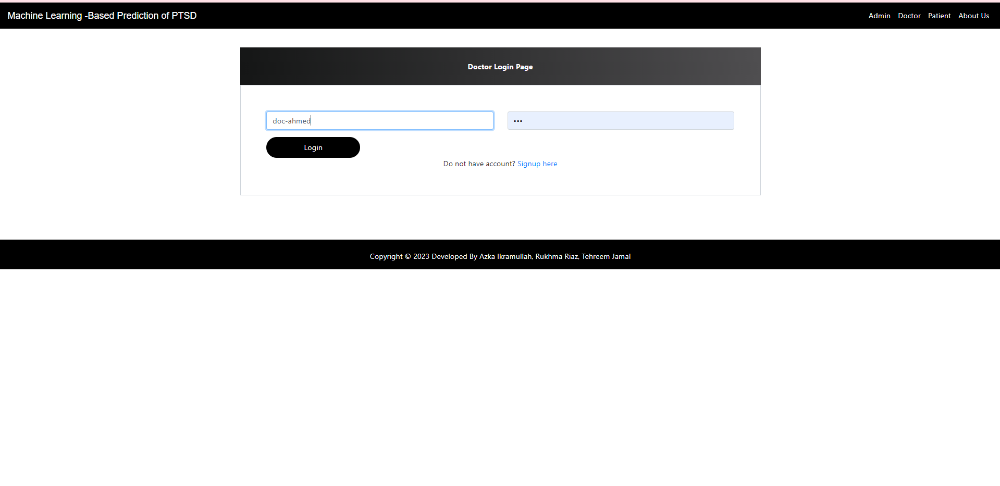 Machine Learning -Based Prediction of PTSD
Admin Doctor Patient About Us
Doctor Login Page
doc-ahmed •••
Login
Do not have account? Signup here
Copyright © 2023 Developed By Azka Ikramullah, Rukhma Riaz, Tehreem Jamal